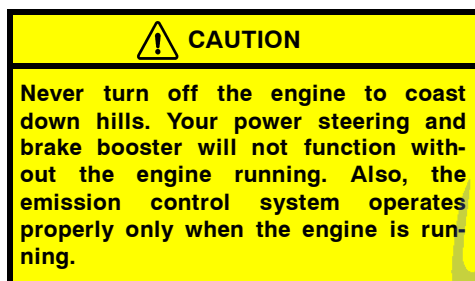 CAUTION
Never turn off the engine to coast
down hills. Your power steering and
brake booster will not function with-
out the engine running. Also, the
emission control system operates
properly only when the engine is run-
ning.